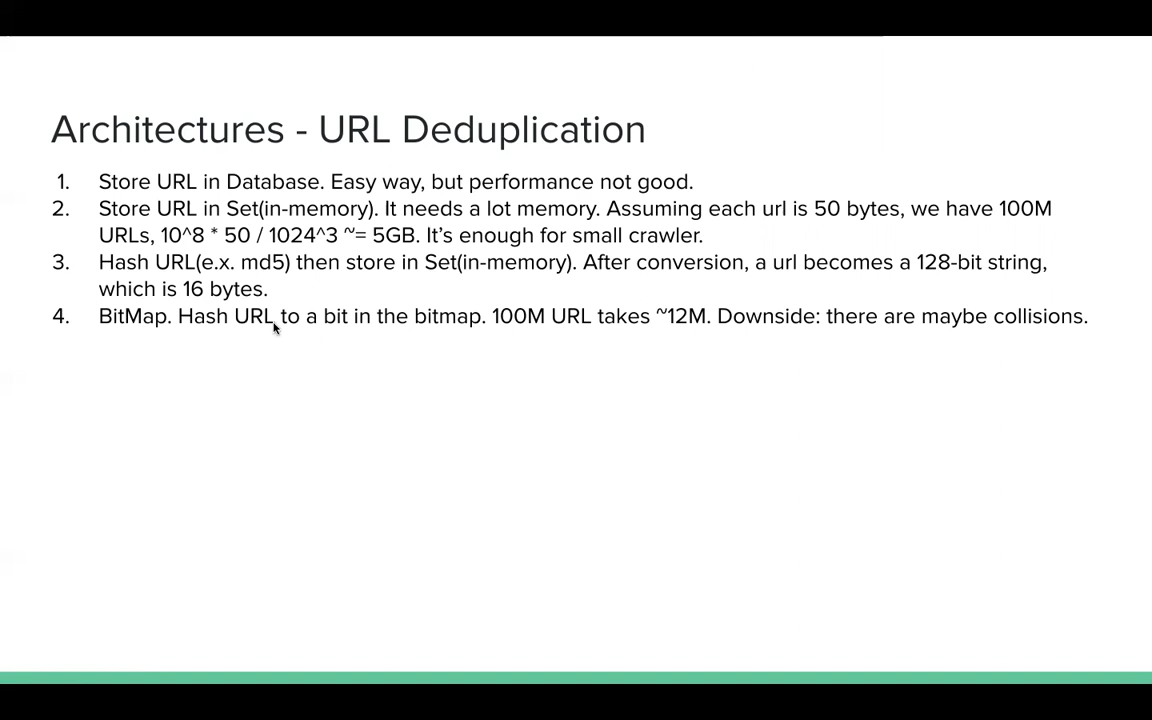 Architectures - URL Deduplication
1. Store URL in Database. Easy way, but performance not good.
2. Store URL in Set(in-memory). It needs a lot memory. Assuming each url is 50 bytes, we have 100M
URLs, 10^8 * 50 / 1024^3 ~= 5GB. It's enough for small crawler.
3. Hash URL(e.x. md5) then store in Set(in-memory). After conversion, a url becomes a 128-bit string,
which is 16 bytes.
4. BitMap. Hash URL to a bit in the bitmap. 100M URL takes ~12M. Downside: there are maybe collisions.